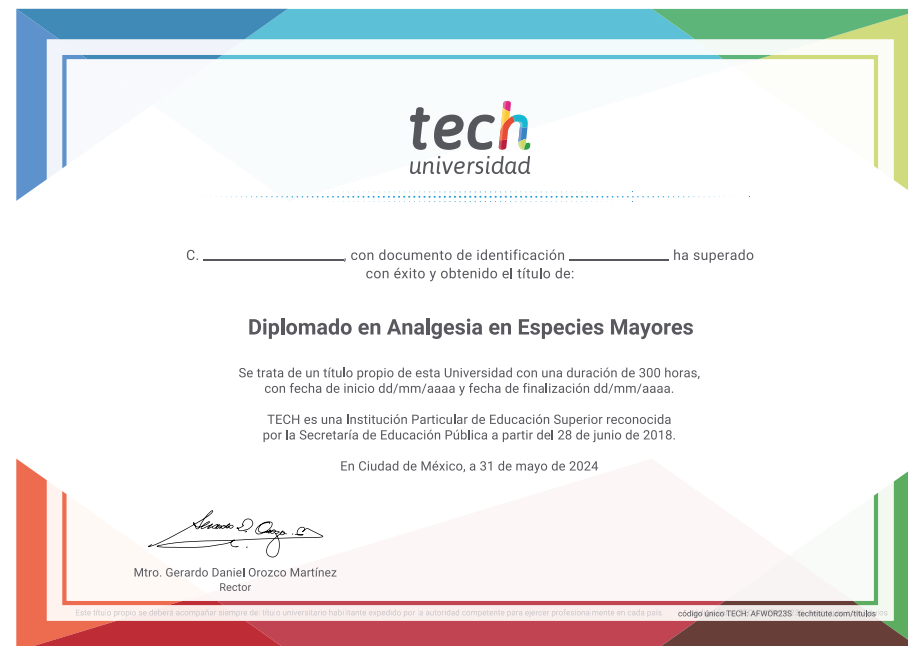 tech
universidad
C. ____________, con documento de identificación ____________ ha superado
con éxito y obtenido el título de:
Diplomado en Analgesia en Especies Mayores
Se trata de un título propio de esta Universidad con una duración de 300 horas,
con fecha de inicio dd/mm/aaaa y fecha de finalización dd/mm/aaaa.
TECH es una Institución Particular de Educación Superior reconocida
por la Secretaría de Educación Pública a partir del 28 de junio de 2018.
En Ciudad de México, a 31 de mayo de 2024
Mtro. Gerardo Daniel Orozco Martínez
Rector
Este título propio se deberá acompañar siempre del título universitario habilitante expedido por la autoridad competente para ejercer profesionalmente en cada país. código único TECH: AFWOR23S techtitute.com/titulos